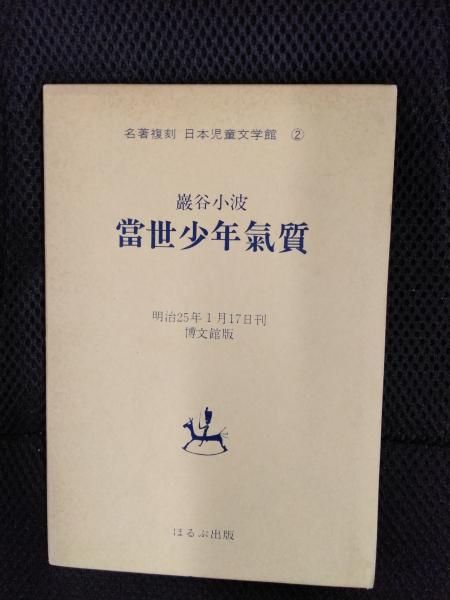 名著複刻 日本児童文学館 ②
巖谷小波
當世少年氣質
明治25年1月17日刊
博文館版
ほるぷ出版